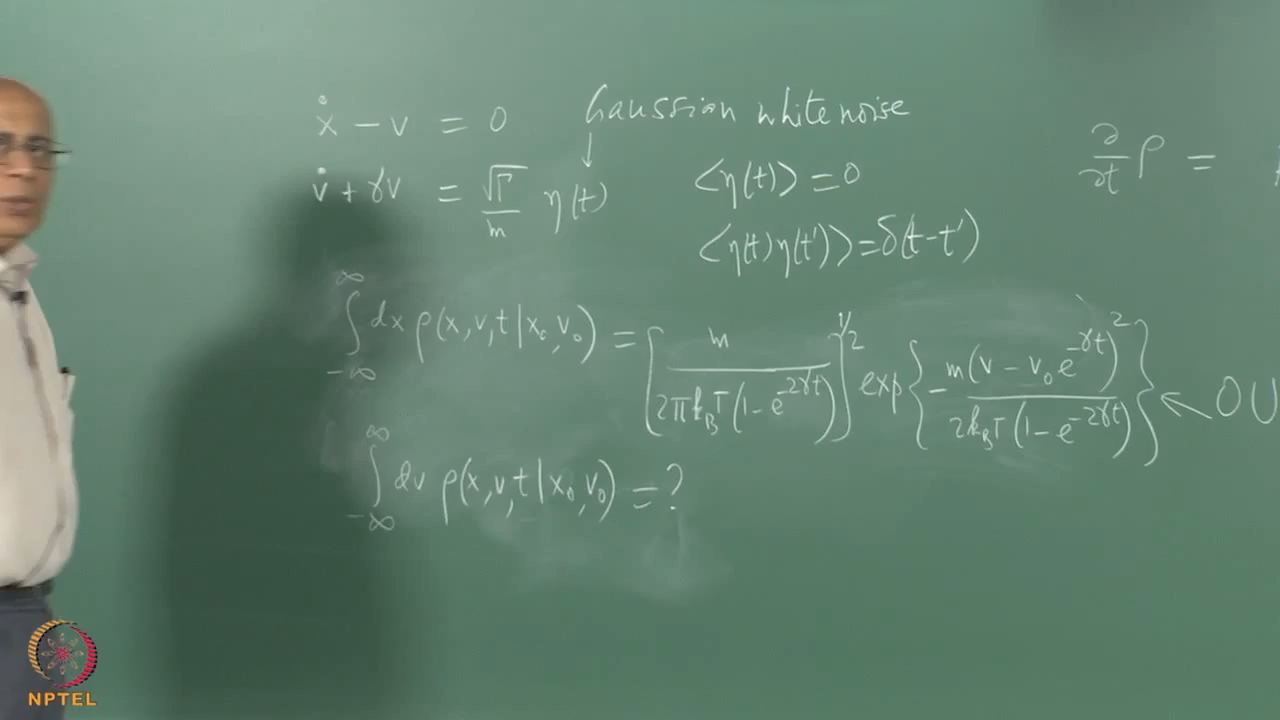 ẋ − v = 0
Gaussian white noise
↓
v̇ + γv = √Γ/m η(t)
<η(t)> = 0
<η(t)η(t')> = δ(t−t')
∂/∂t ρ =
∫_{-∞}^{∞} dx ρ(x,v,t|x₀,v₀) = [m/(2πk_BT(1−e^{−2γt}))]^{1/2} exp{−m(v−v₀e^{−γt})²/(2k_BT(1−e^{−2γt}))} ← OU
∫_{-∞}^{∞} dv ρ(x,v,t|x₀,v₀) = ?
NPTEL